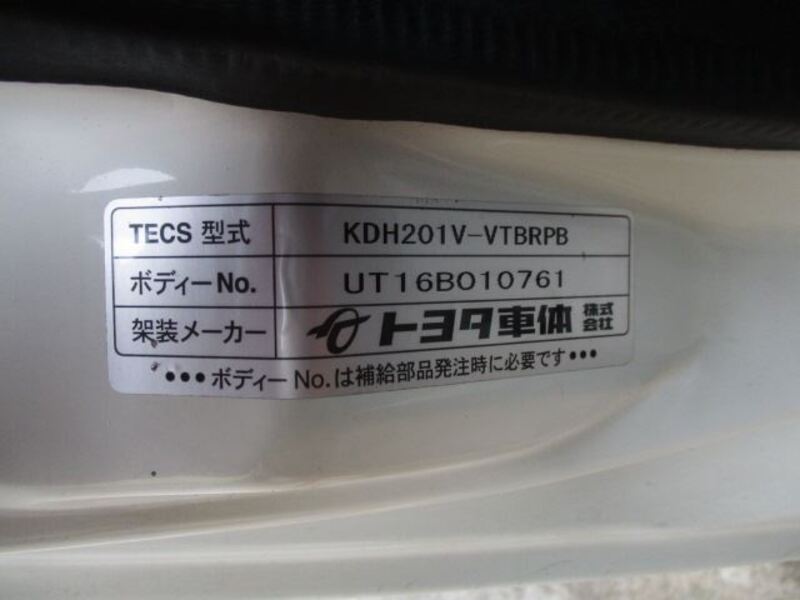 TECS 型式 KDH201V-VTBRPB
ボディーNo. UT16B010761
架装メーカー トヨタ車体 株式会社
•••ボディーNo.は補給部品発注時に必要です•••